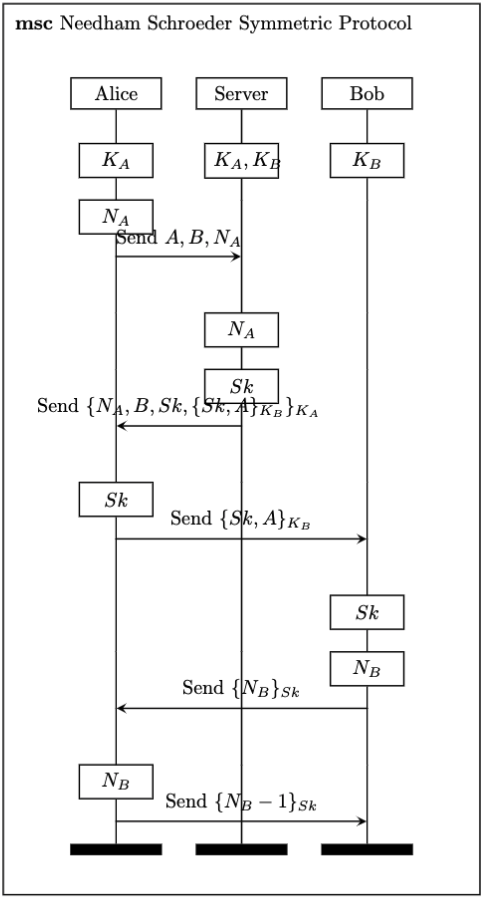 msc Needham Schroeder Symmetric Protocol
Alice Server Bob
K_A K_A, K_B K_B
N_A
Send A, B, N_A
N_A
Sk
Send {N_A, B, Sk, {Sk, A}_{K_B}}_{K_A}
Sk
Send {Sk, A}_{K_B}
Sk
N_B
Send {N_B}_{Sk}
N_B
Send {N_B − 1}_{Sk}